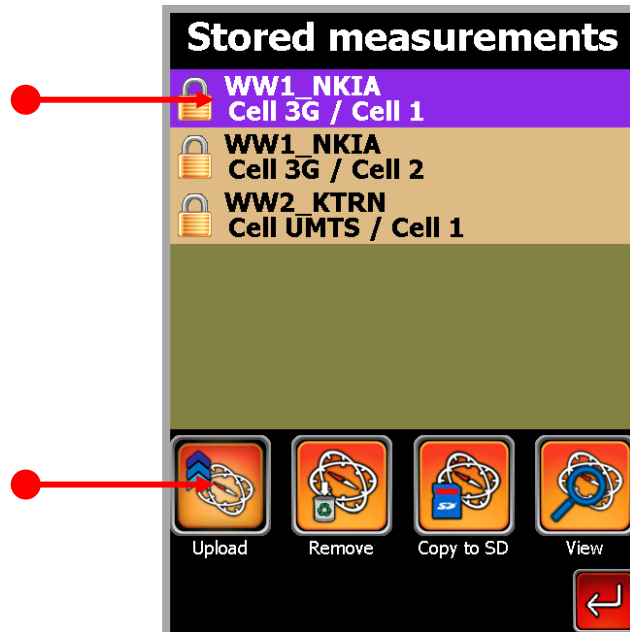 Stored measurements
WW1_NKIA
Cell 3G / Cell 1
WW1_NKIA
Cell 3G / Cell 2
WW2_KTRN
Cell UMTS / Cell 1
SD
Upload Remove Copy to SD View